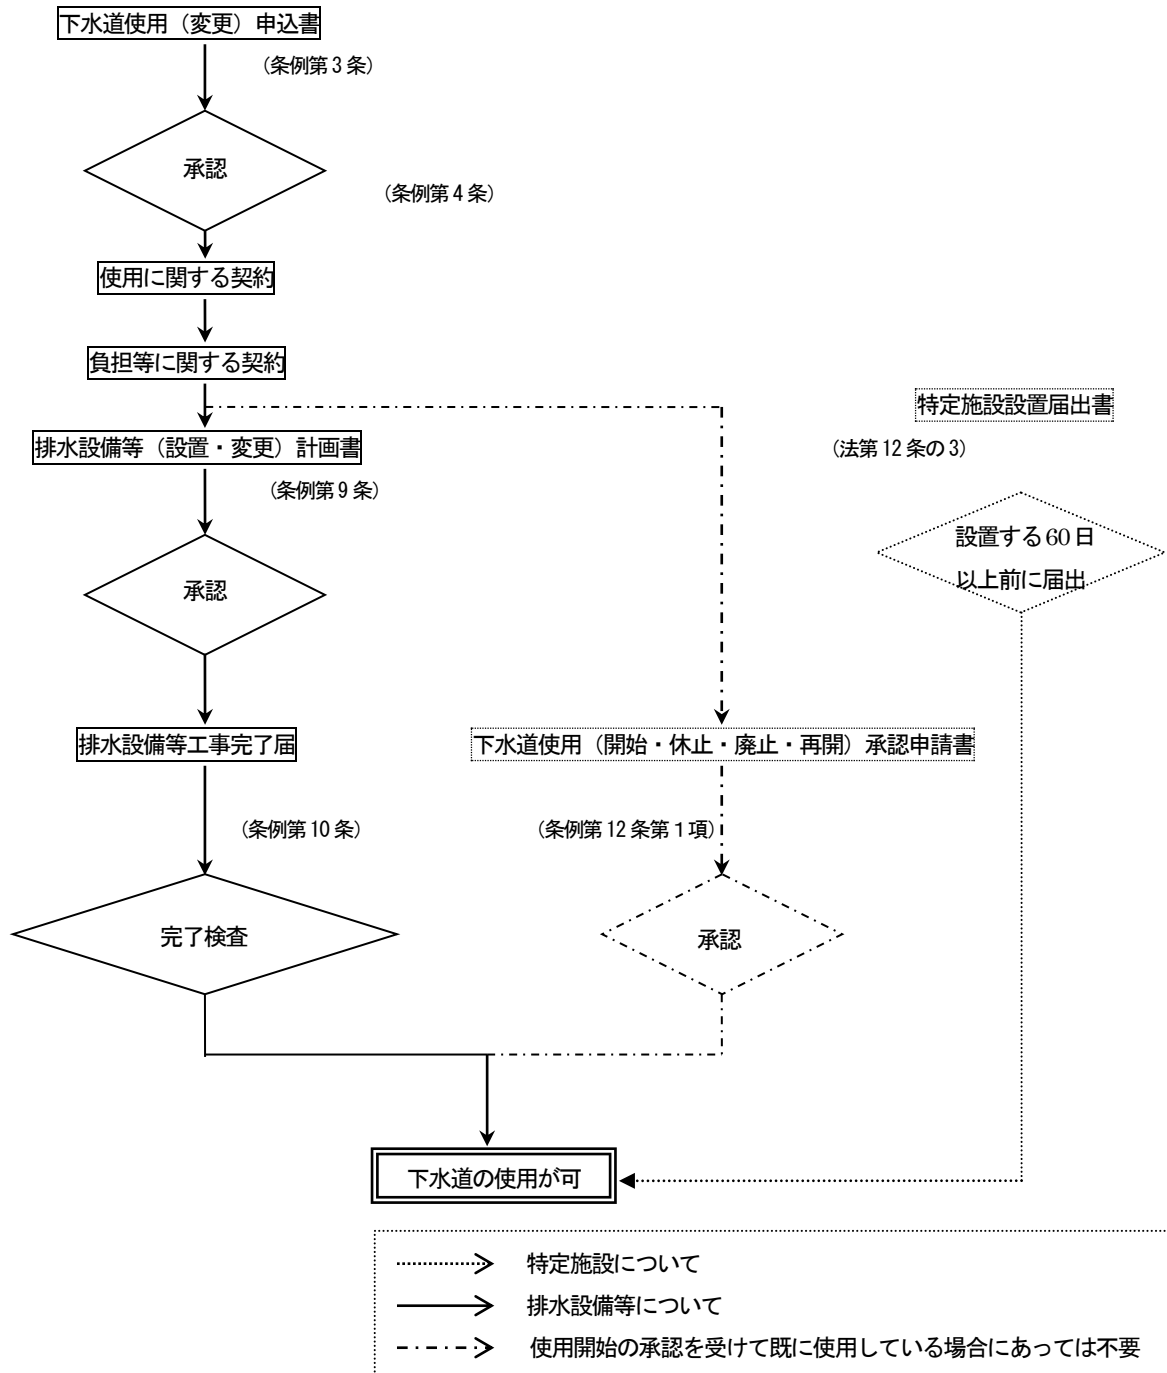 下水道使用（変更）申込書
（条例第３条）
承認
（条例第４条）
使用に関する契約
負担等に関する契約
特定施設設置届出書
排水設備等（設置・変更）計画書
（法第 12 条の 3）
（条例第 9 条）
設置する 60 日
以上前に届出
承認
排水設備等工事完了届
下水道使用（開始・休止・廃止・再開）承認申請書
（条例第 10 条）
（条例第 12 条第１項）
完了検査
承認
下水道の使用が可
特定施設について
排水設備等について
使用開始の承認を受けて既に使用している場合にあっては不要